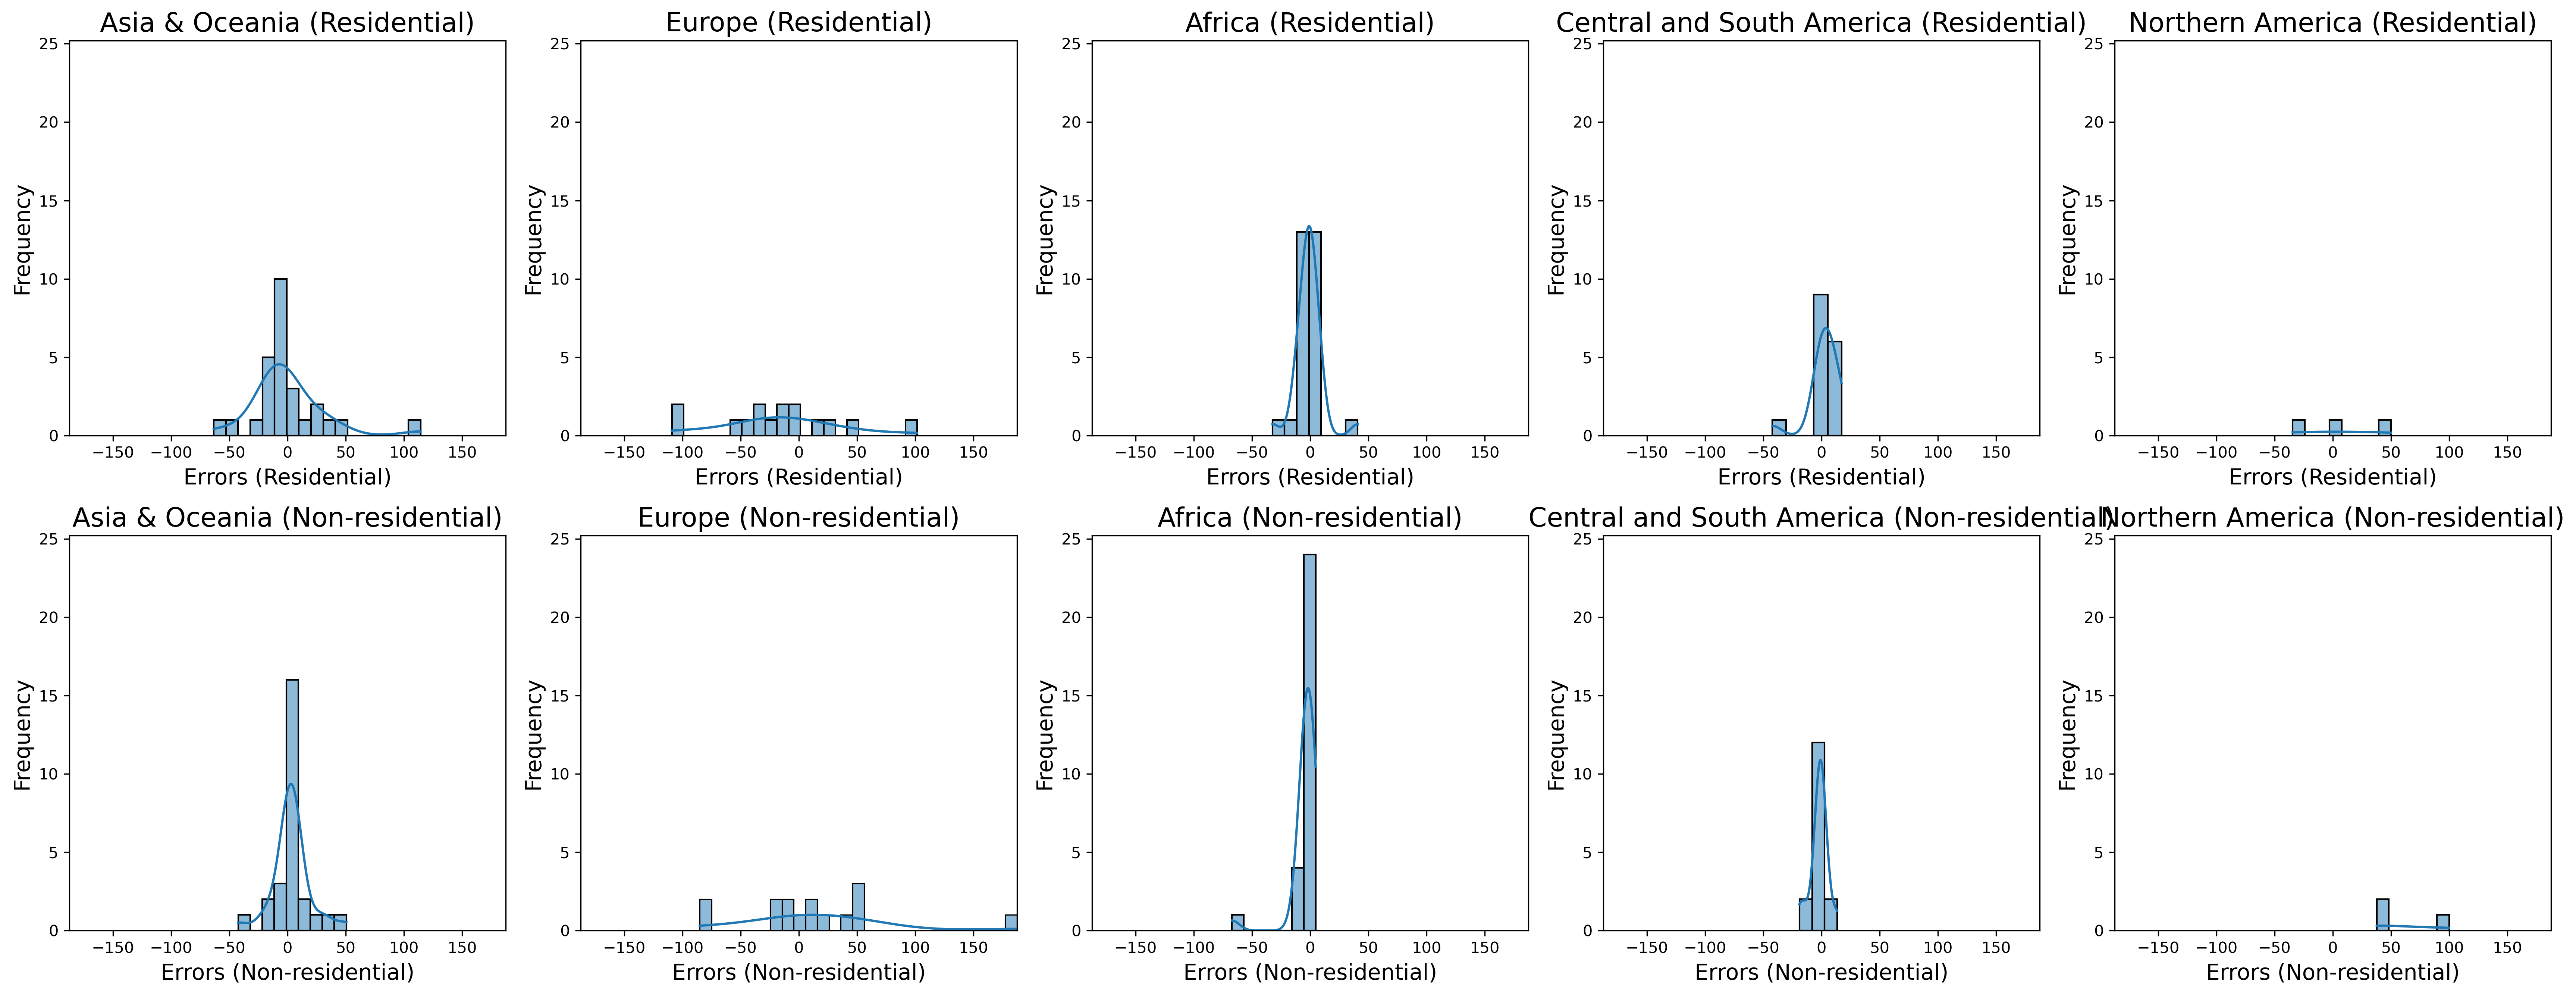 Asia & Oceania (Residential)
25
20
15
10
5
0
Frequency
−150 −100 −50 0 50 100 150
Errors (Residential)
Europe (Residential)
25
20
15
10
5
0
Frequency
−150 −100 −50 0 50 100 150
Errors (Residential)
Africa (Residential)
25
20
15
10
5
0
Frequency
−150 −100 −50 0 50 100 150
Errors (Residential)
Central and South America (Residential)
25
20
15
10
5
0
Frequency
−150 −100 −50 0 50 100 150
Errors (Residential)
Northern America (Residential)
25
20
15
10
5
0
Frequency
−150 −100 −50 0 50 100 150
Errors (Residential)
Asia & Oceania (Non-residential)
25
20
15
10
5
0
Frequency
−150 −100 −50 0 50 100 150
Errors (Non-residential)
Europe (Non-residential)
25
20
15
10
5
0
Frequency
−150 −100 −50 0 50 100 150
Errors (Non-residential)
Africa (Non-residential)
25
20
15
10
5
0
Frequency
−150 −100 −50 0 50 100 150
Errors (Non-residential)
Central and South America (Non-residential)
25
20
15
10
5
0
Frequency
−150 −100 −50 0 50 100 150
Errors (Non-residential)
Northern America (Non-residential)
25
20
15
10
5
0
Frequency
−150 −100 −50 0 50 100 150
Errors (Non-residential)